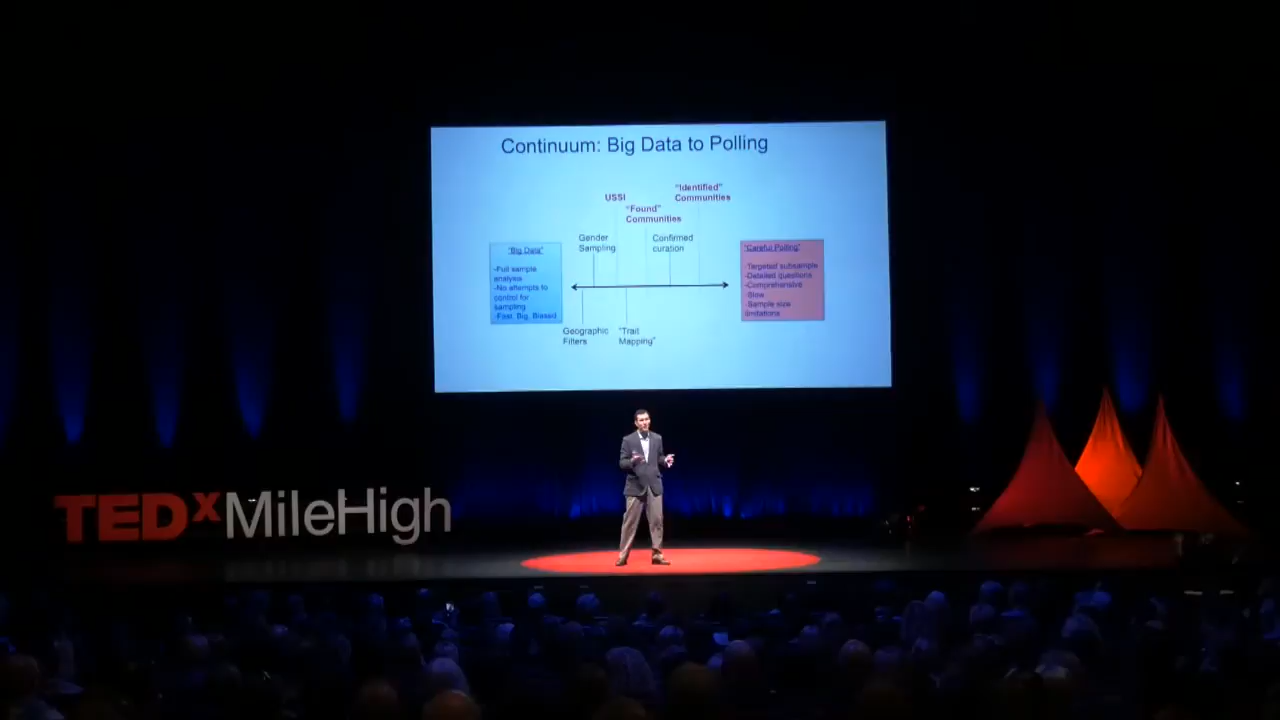 Continuum: Big Data to Polling
"Identified"
Communities
USSI
"Found"
Communities
Gender
Sampling
Confirmed
curation
"Big Data"
-Full sample
analysis
-No attempts to
control for
sampling
-Fast, Big, Biased
"Careful Polling"
-Targeted subsample
-Detailed questions
-Comprehensive
-Slow
-Sample size
limitations
Geographic
Filters
"Trait
Mapping"
TEDxMileHigh